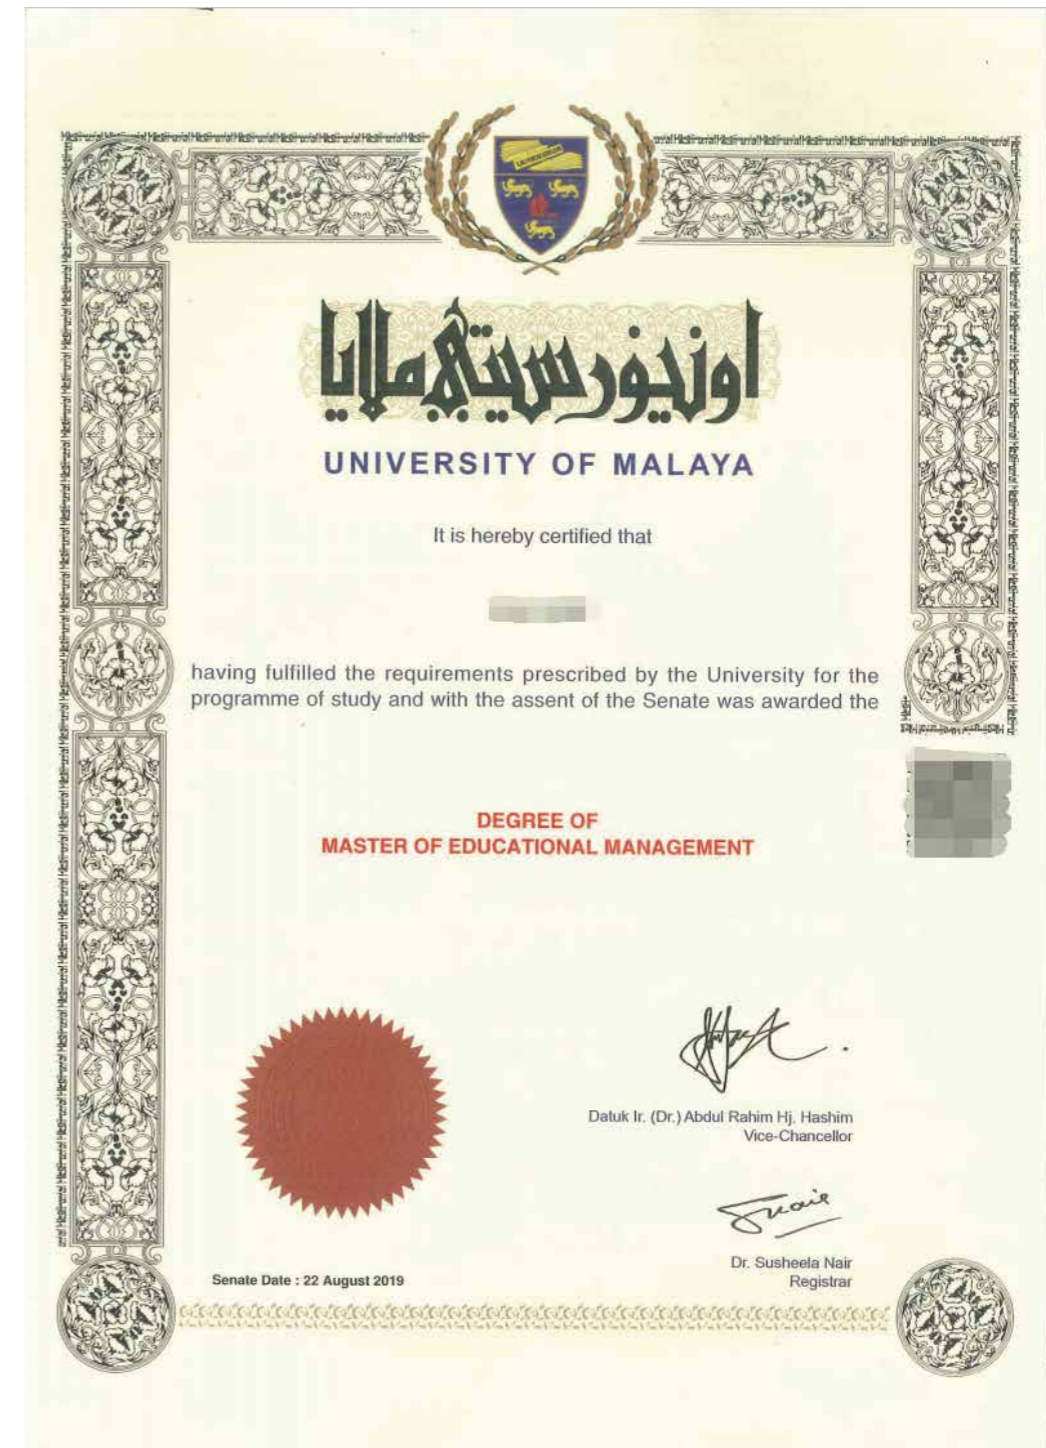 اونيۏرسيتي ملايا
UNIVERSITY OF MALAYA
It is hereby certified that
having fulfilled the requirements prescribed by the University for the
programme of study and with the assent of the Senate was awarded the
DEGREE OF
MASTER OF EDUCATIONAL MANAGEMENT
Datuk Ir. (Dr.) Abdul Rahim Hj. Hashim
Vice-Chancellor
Dr. Susheela Nair
Registrar
Senate Date : 22 August 2019